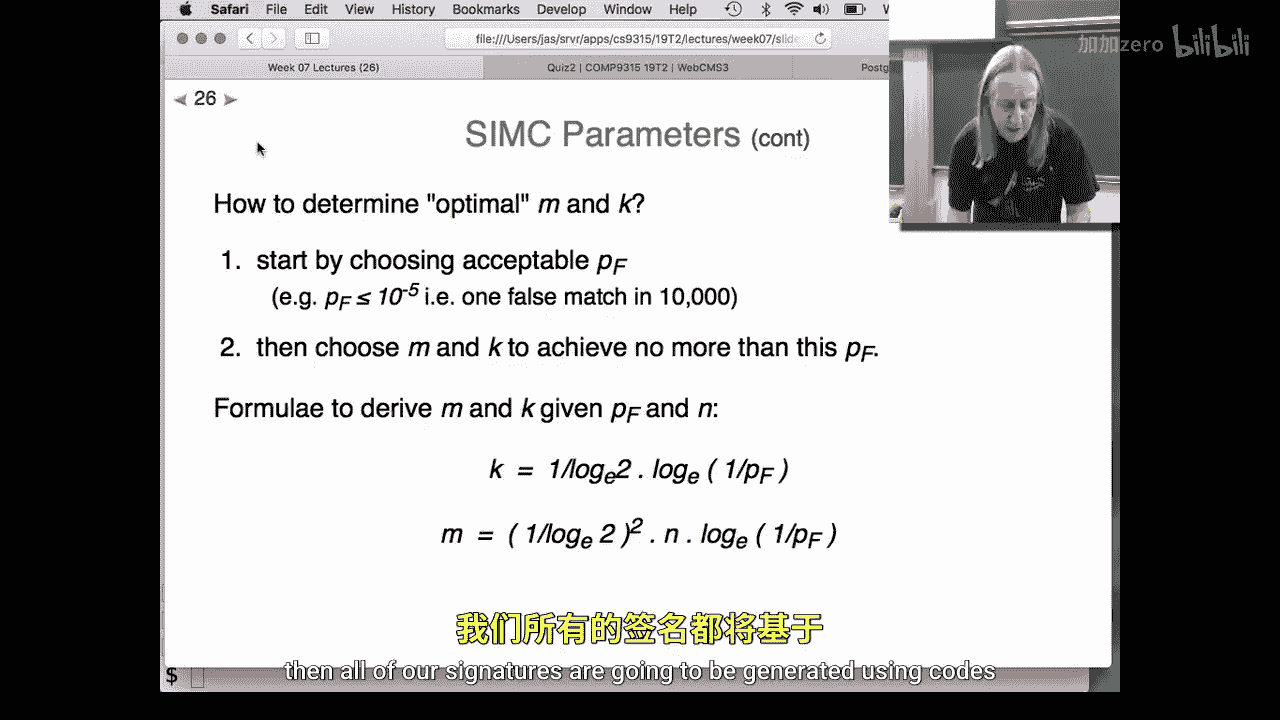 Safari File Edit View History Bookmarks Develop Window Help
加加zero bilibili
file:///Users/jas/srvr/apps/cs9315/19T2/lectures/week07/slide
Week 07 Lectures (26) Quiz2 | COMP9315 19T2 | WebCMS3 Postg
26
SIMC Parameters (cont)
How to determine "optimal" m and k?
1. start by choosing acceptable pF
(e.g. pF ≤ 10-5 i.e. one false match in 10,000)
2. then choose m and k to achieve no more than this pF.
Formulae to derive m and k given pF and n:
k = 1/loge2 . loge ( 1/pF )
m = ( 1/loge 2 )2 . n . loge ( 1/pF )
我们所有的签名都将基于
then all of our signatures are going to be generated using codes
$